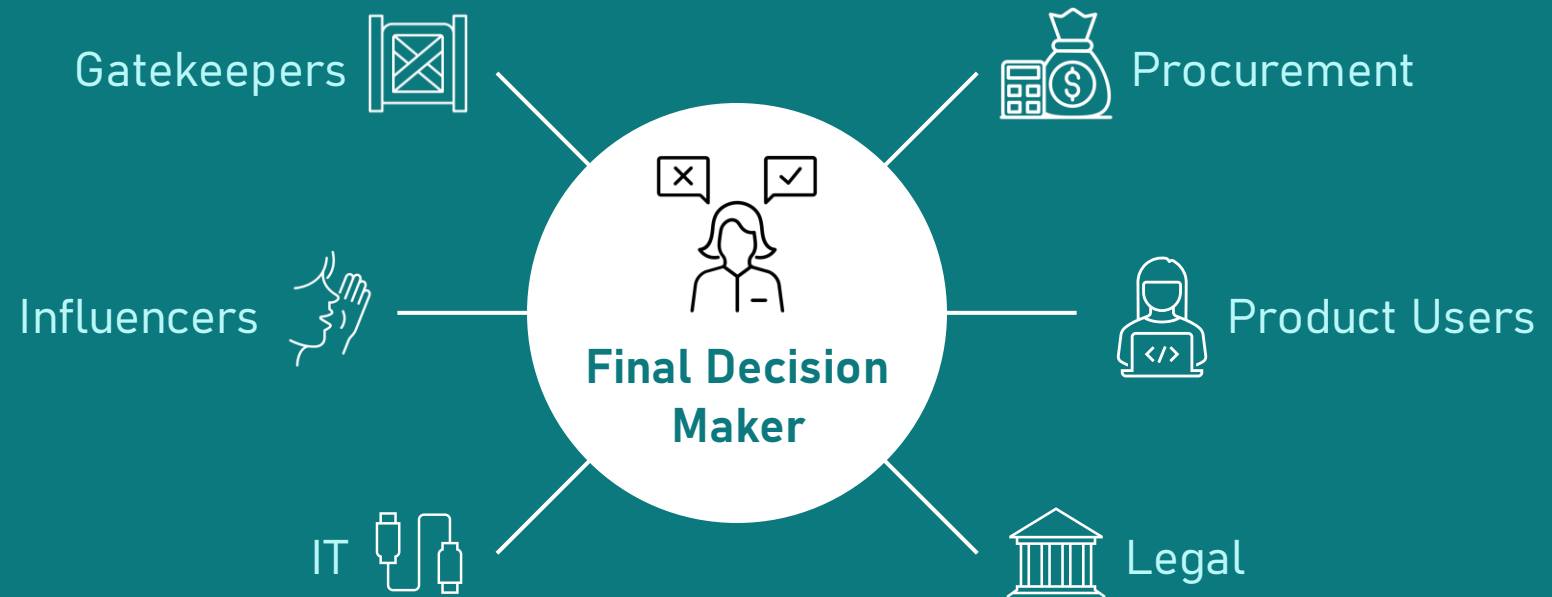 Gatekeepers
Procurement
Influencers
Final Decision
Maker
Product Users
IT
Legal
$
</>